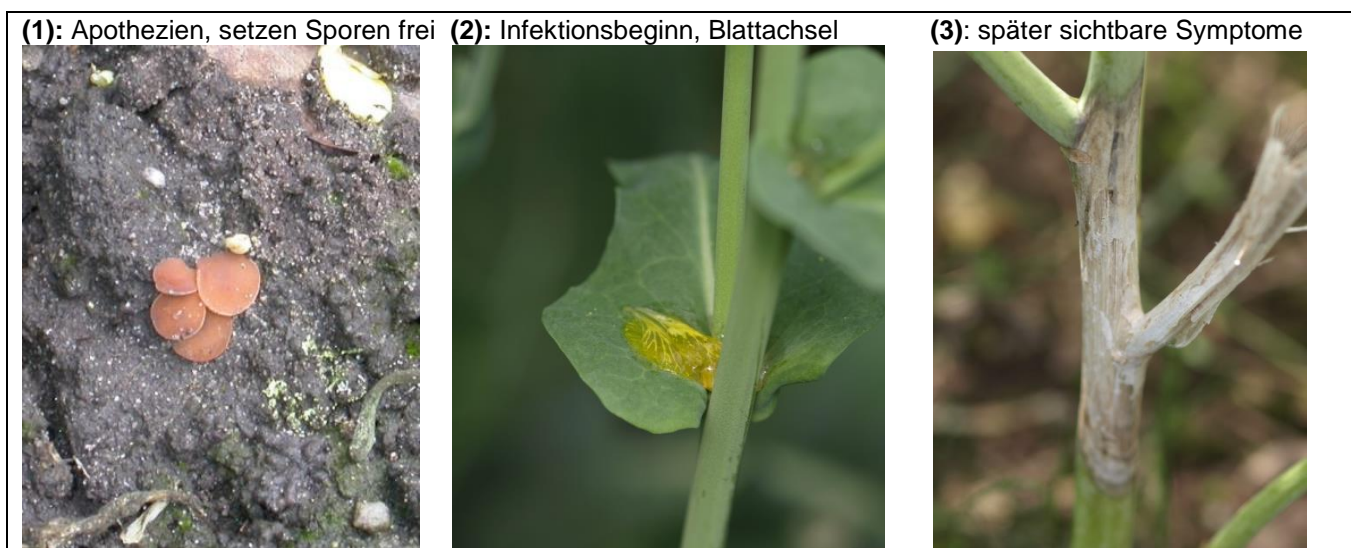 (1): Apothezien, setzen Sporen frei
(2): Infektionsbeginn, Blattachsel
(3): später sichtbare Symptome